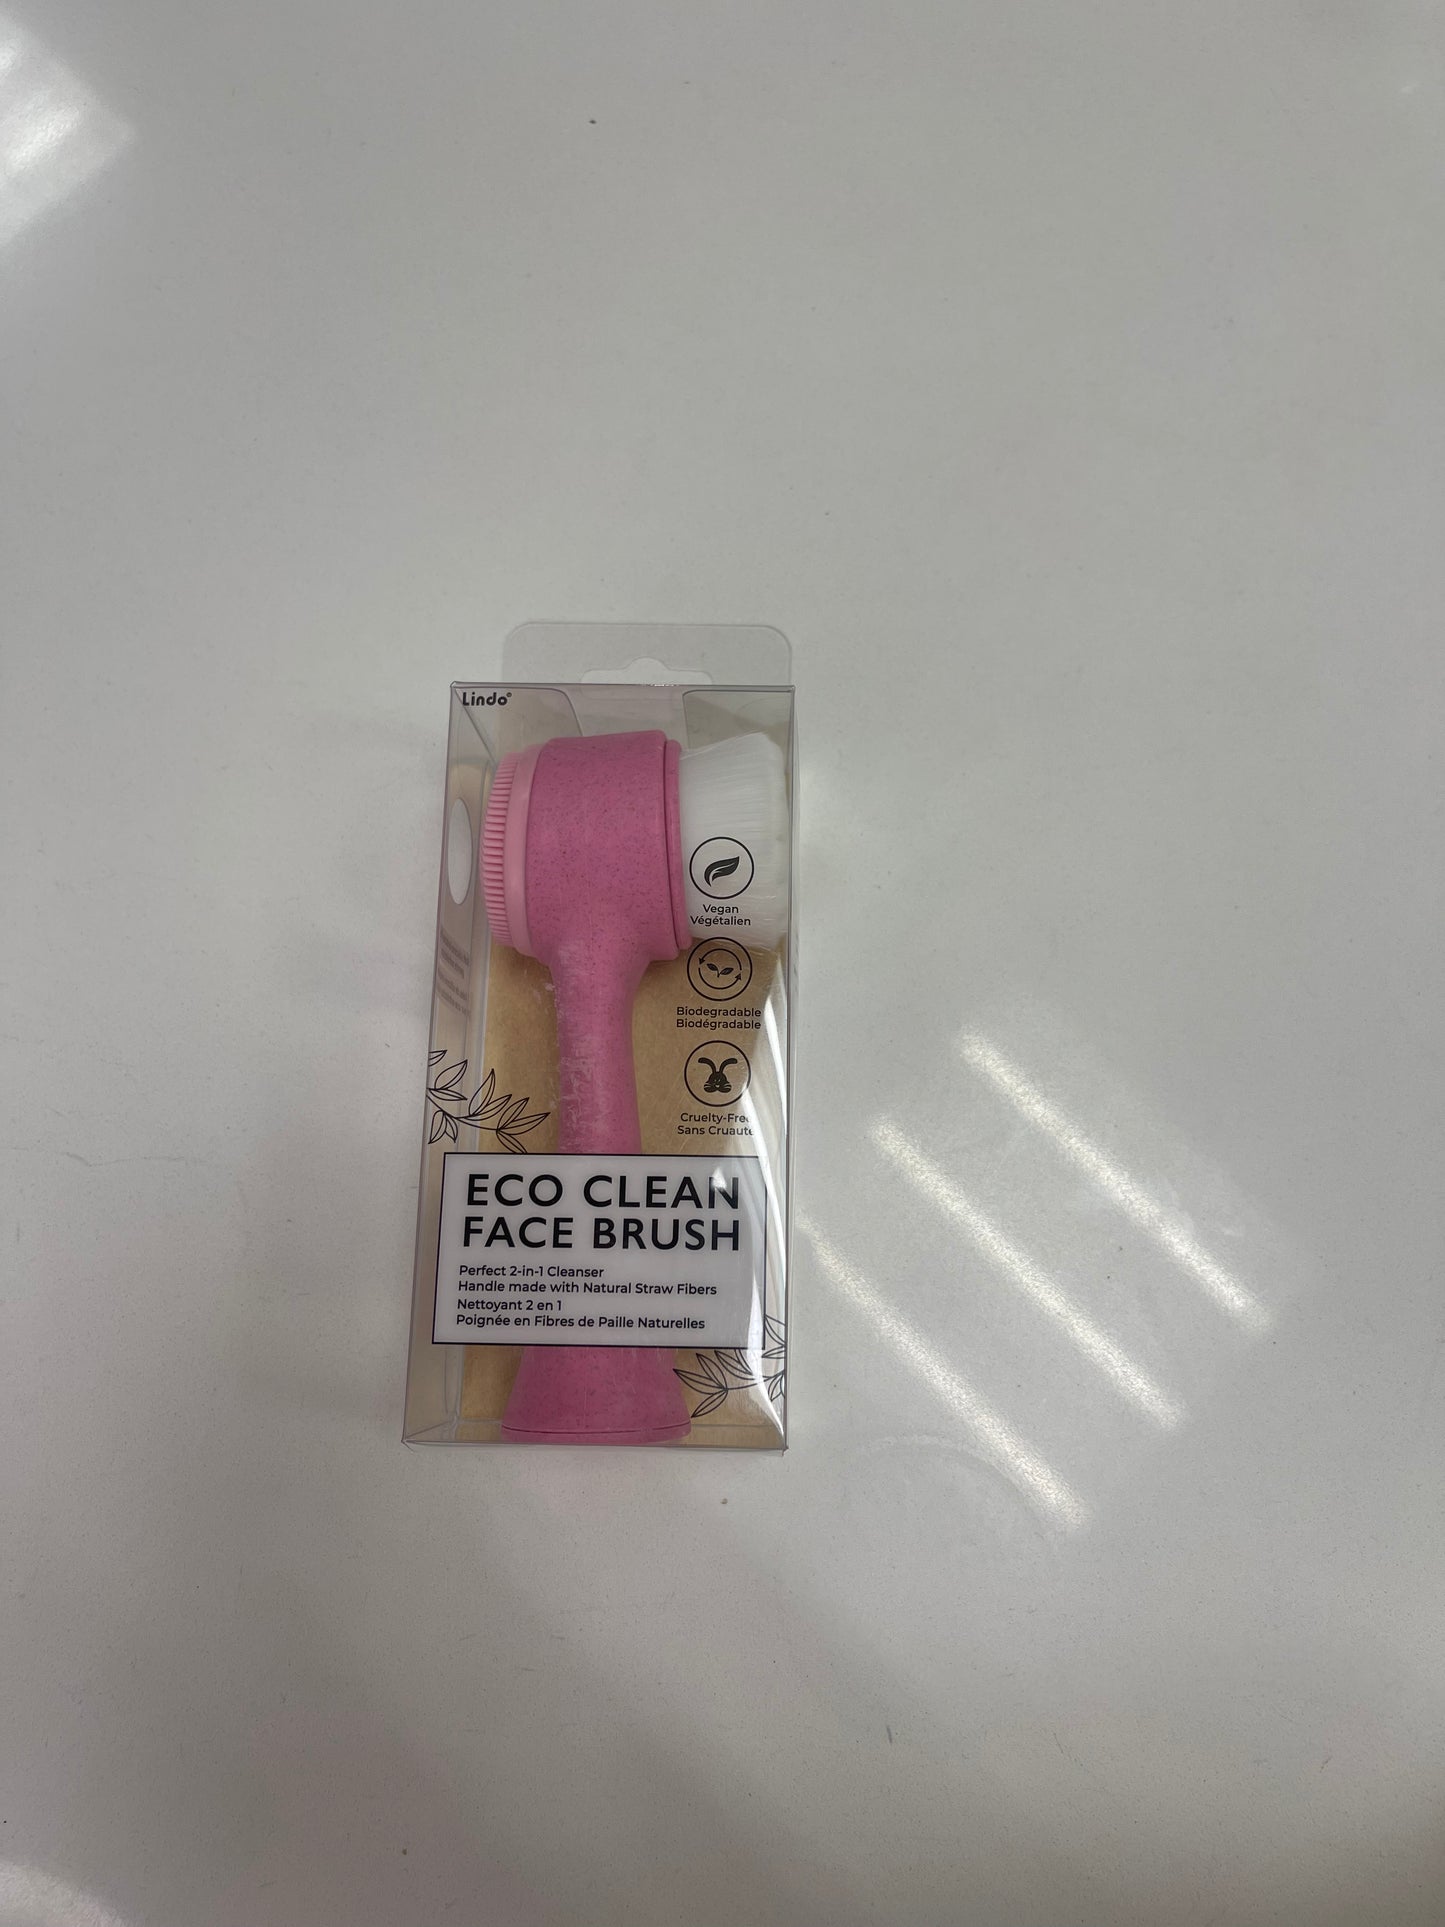 Lindo®
Vegan
Végétalien
Biodegradable
Biodégradable
Cruelty-Free
Sans Cruauté
ECO CLEAN
FACE BRUSH
Perfect 2-in-1 Cleanser
Handle made with Natural Straw Fibers
Nettoyant 2 en 1
Poignée en Fibres de Paille Naturelles